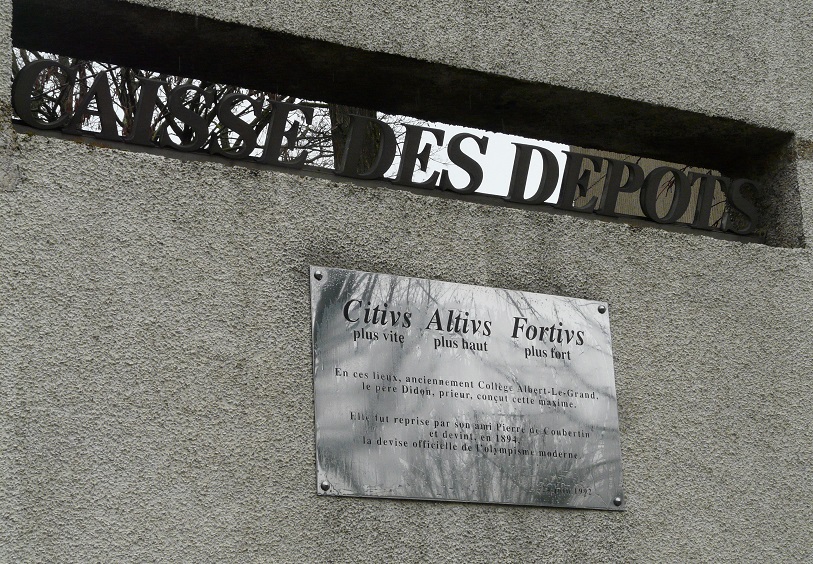 CAISSE DES DEPOTS
Citivs Altivs Fortivs
plus vite plus haut plus fort
En ces lieux, anciennement Collège Albert-Le-Grand,
le père Didon, prieur, conçut cette maxime.
Elle fut reprise par son ami Pierre de Coubertin
et devint, en 1894,
la devise officielle de l'olympisme moderne.
juin 1992